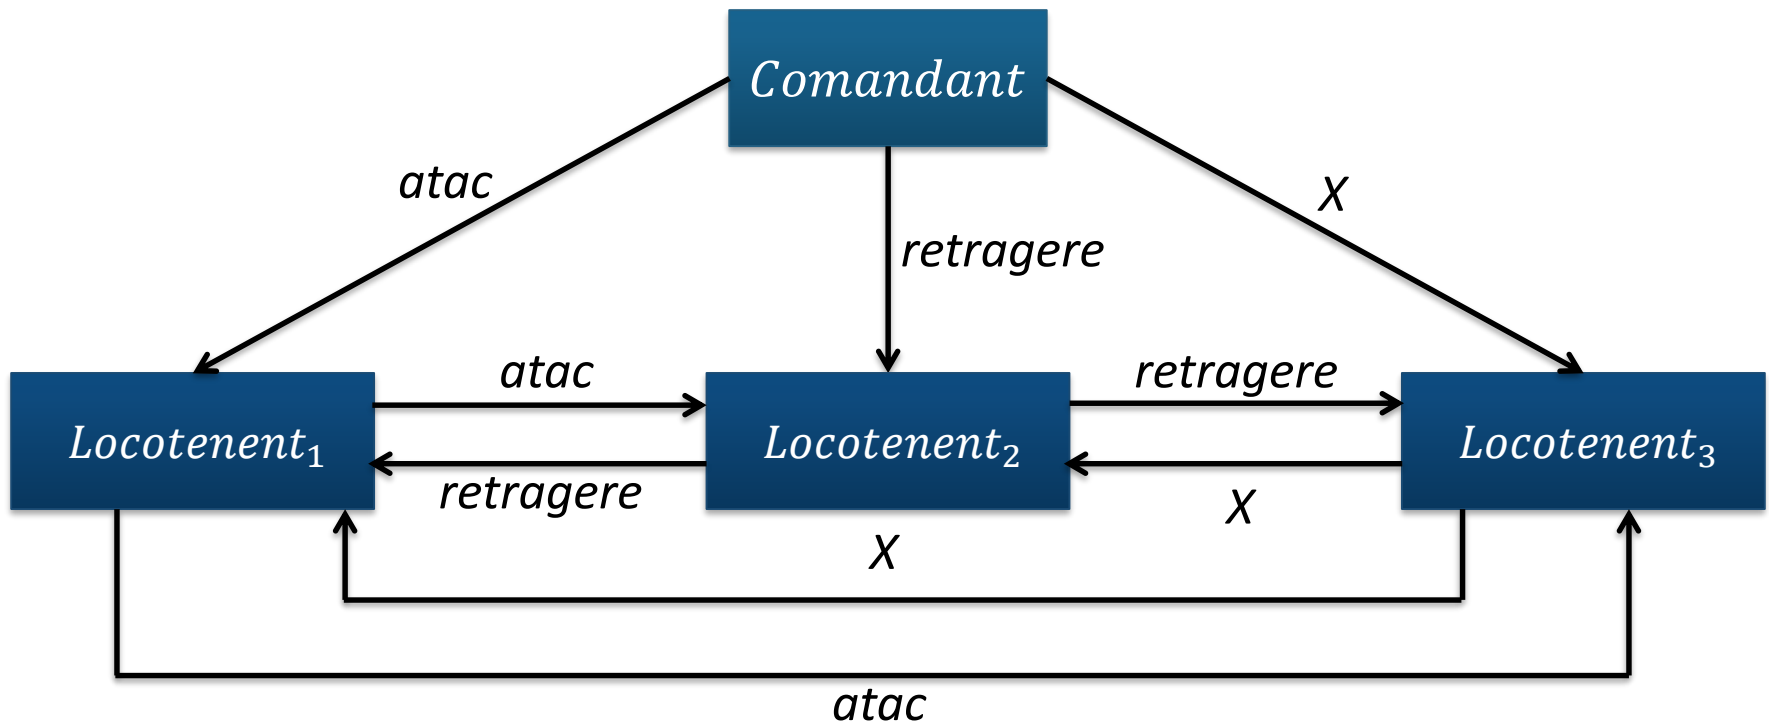 Comandant
atac
X
retragere
atac
retragere
Locotenent₁
Locotenent₂
Locotenent₃
retragere
X
X
atac